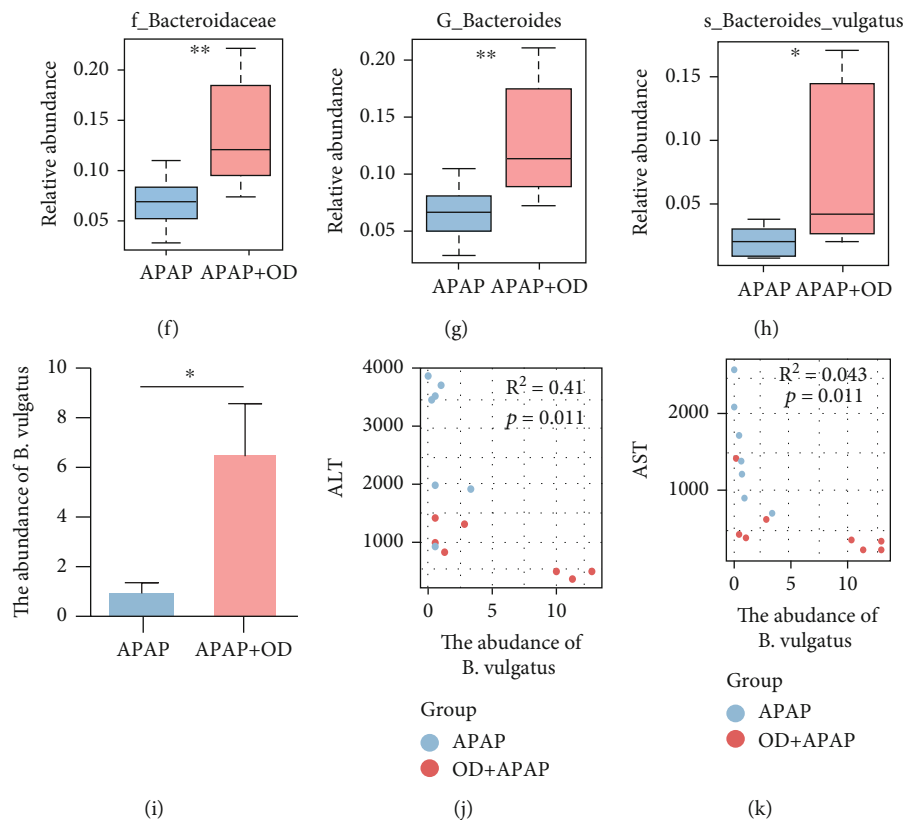 f_Bacteroidaceae
Relative abundance
0.20
0.15
0.10
0.05
**
APAP APAP+OD
(f)
G_Bacteroides
Relative abundance
0.20
0.15
0.10
0.05
**
APAP APAP+OD
(g)
s_Bacteroides_vulgatus
Relative abundance
0.15
0.10
0.05
*
APAP APAP+OD
(h)
The abundance of B. vulgatus
10
8
6
4
2
0
*
APAP APAP+OD
(i)
ALT
4000
3000
2000
1000
R² = 0.41
p = 0.011
0 5 10
The abudance of
B. vulgatus
Group
APAP
OD+APAP
(j)
AST
2000
1000
R² = 0.043
p = 0.011
0 5 10
The abudance of
B. vulgatus
Group
APAP
OD+APAP
(k)